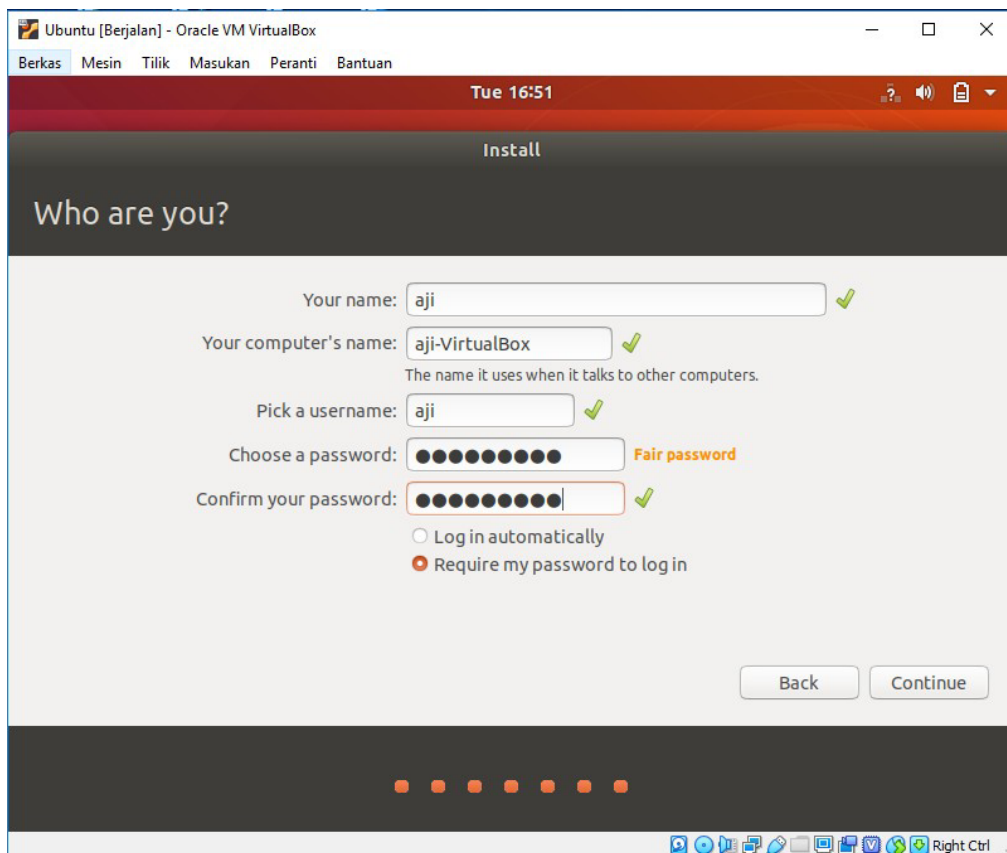 Ubuntu [Berjalan] - Oracle VM VirtualBox
Berkas Mesin Tilik Masukan Peranti Bantuan
Tue 16:51
Install
Who are you?
Your name: aji
Your computer's name: aji-VirtualBox
The name it uses when it talks to other computers.
Pick a username: aji
Choose a password: ●●●●●●●●● Fair password
Confirm your password: ●●●●●●●●●
Log in automatically
Require my password to log in
Back Continue
Right Ctrl